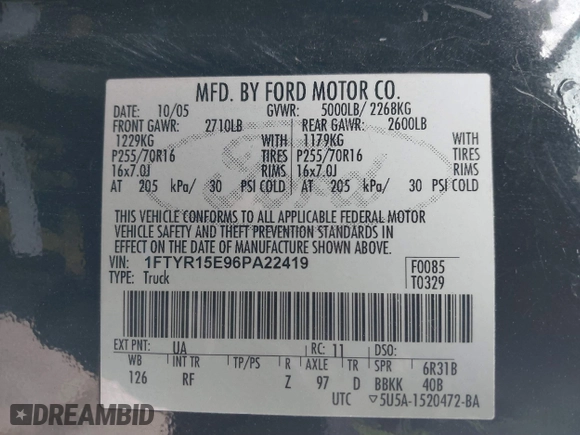 MFD. BY FORD MOTOR CO.
DATE: 10/05 GVWR: 5000LB/ 2268KG
FRONT GAWR: 2710LB REAR GAWR: 2600LB
1229KG WITH 1179KG WITH
P255/70R16 TIRES P255/70R16 TIRES
16x7.0J RIMS 16x7.0J RIMS
AT 205 kPa/ 30 PSI COLD AT 205 kPa/ 30 PSI COLD
THIS VEHICLE CONFORMS TO ALL APPLICABLE FEDERAL MOTOR
VEHICLE SAFETY AND THEFT PREVENTION STANDARDS IN
EFFECT ON THE DATE OF MANUFACTURE SHOWN ABOVE.
VIN: 1FTYR15E96PA22419 F0085
TYPE: Truck T0329
EXT PNT: UA RC: 11 DSO:
WB INT TR TP/PS R AXLE TR SPR 6R31B
126 RF Z 97 D BBKK 40B
UTC ▽5U5A-1520472-BA
DEALERHISTORY.COM